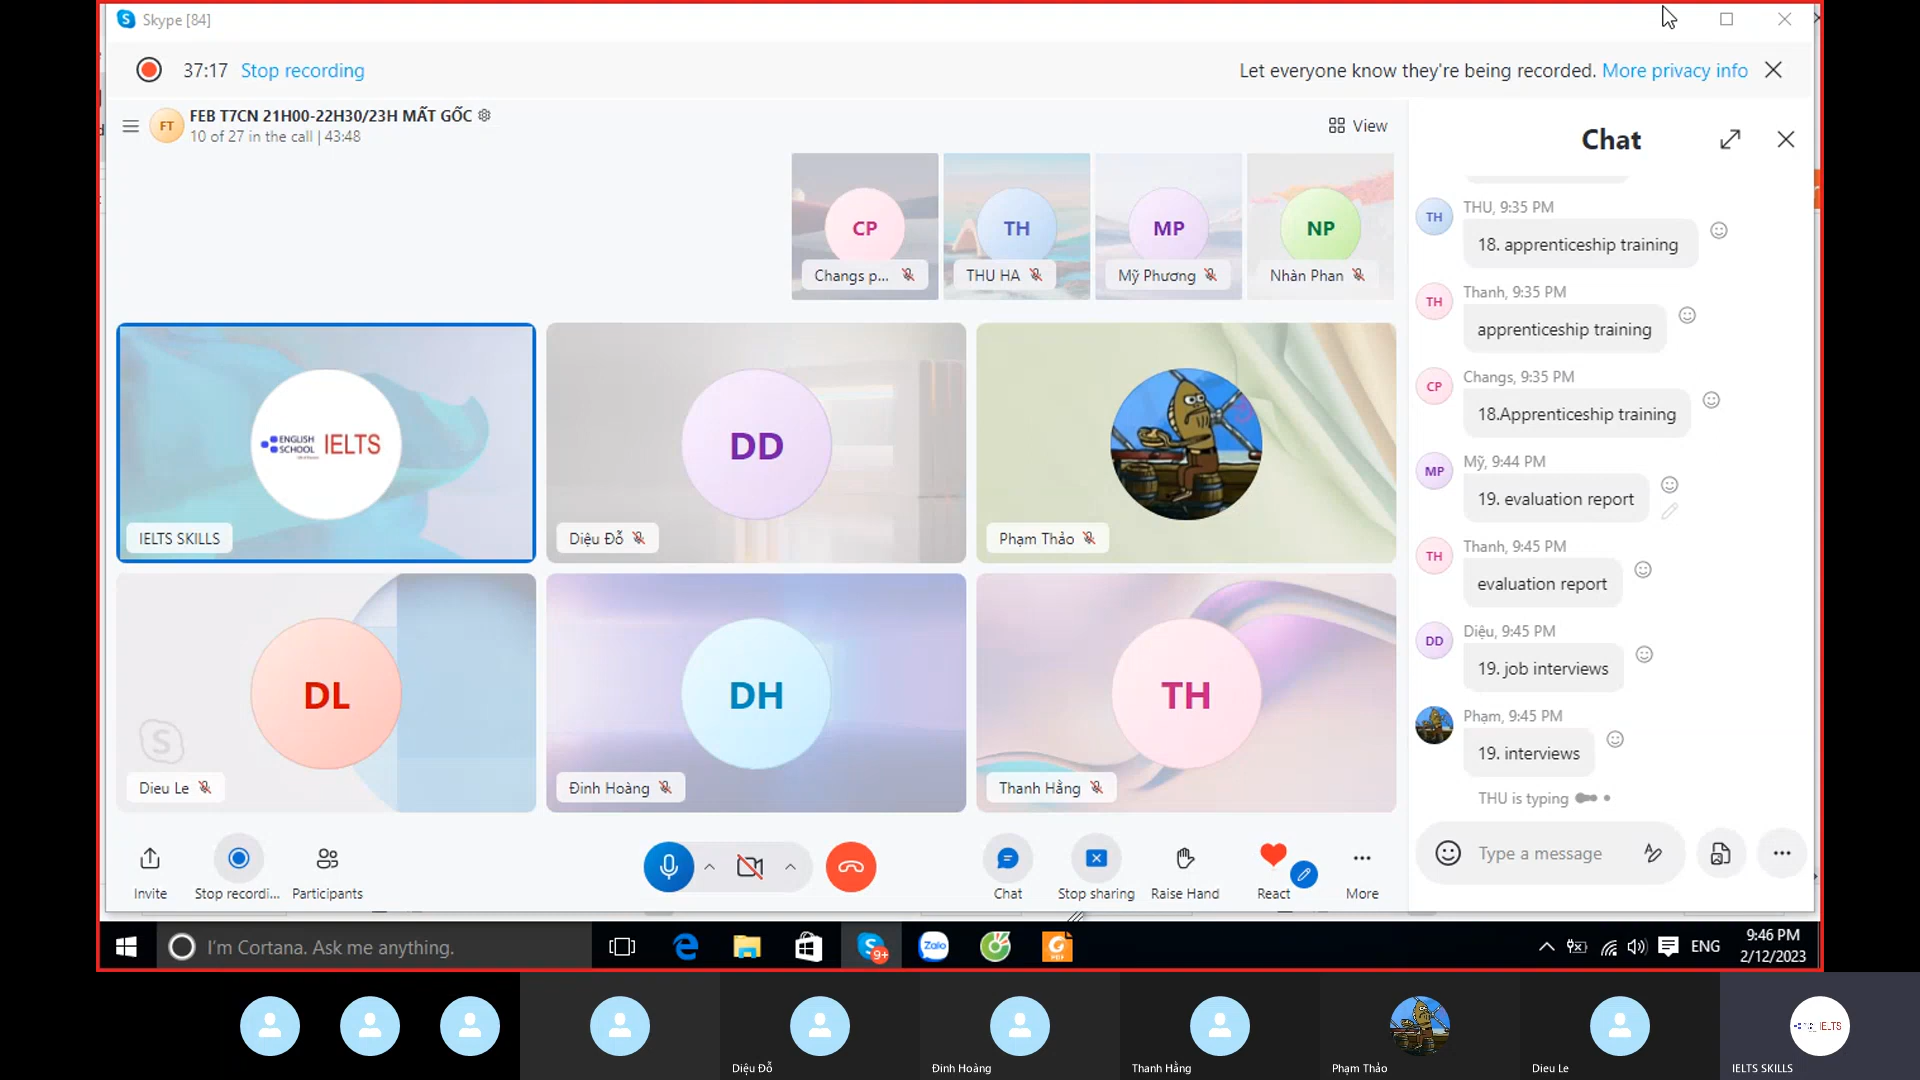 Skype [84]
37:17 Stop recording
Let everyone know they're being recorded. More privacy info
FT
FEB T7CN 21H00-22H30/23H MẤT GỐC
10 of 27 in the call | 43:48
View
CP
Changs p...
TH
THU HA
MP
Mỹ Phương
NP
Nhàn Phan
ENGLISH SCHOOL IELTS
IELTS SKILLS
DD
Diệu Đỗ
Phạm Thảo
DL
Dieu Le
DH
Đinh Hoàng
TH
Thanh Hằng
Invite
Stop recordi...
Participants
Chat
Stop sharing
Raise Hand
React
More
Chat
TH
THU, 9:35 PM
18. apprenticeship training
TH
Thanh, 9:35 PM
apprenticeship training
CP
Changs, 9:35 PM
18.Apprenticeship training
MP
Mỹ, 9:44 PM
19. evaluation report
TH
Thanh, 9:45 PM
evaluation report
DD
Diệu, 9:45 PM
19. job interviews
Phạm, 9:45 PM
19. interviews
THU is typing
Type a message
I'm Cortana. Ask me anything.
9+
Zalo
PDF
ENG
9:46 PM
2/12/2023
Diệu Đỗ
Đinh Hoàng
Thanh Hằng
Phạm Thảo
Dieu Le
IELTS
IELTS SKILLS